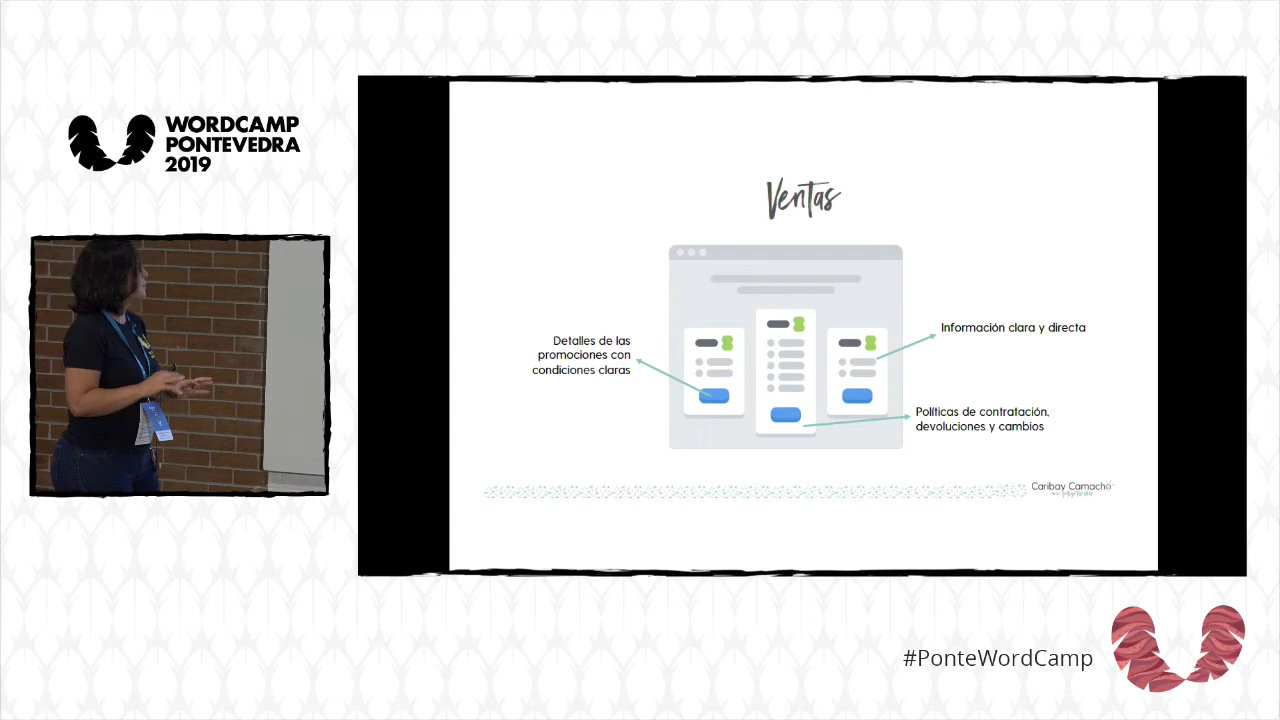 WORDCAMP
PONTEVEDRA
2019
Ventas
Detalles de las
promociones con
condiciones claras
Información clara y directa
Políticas de contratación,
devoluciones y cambios
Caribay Camacho
#PonteWordCamp